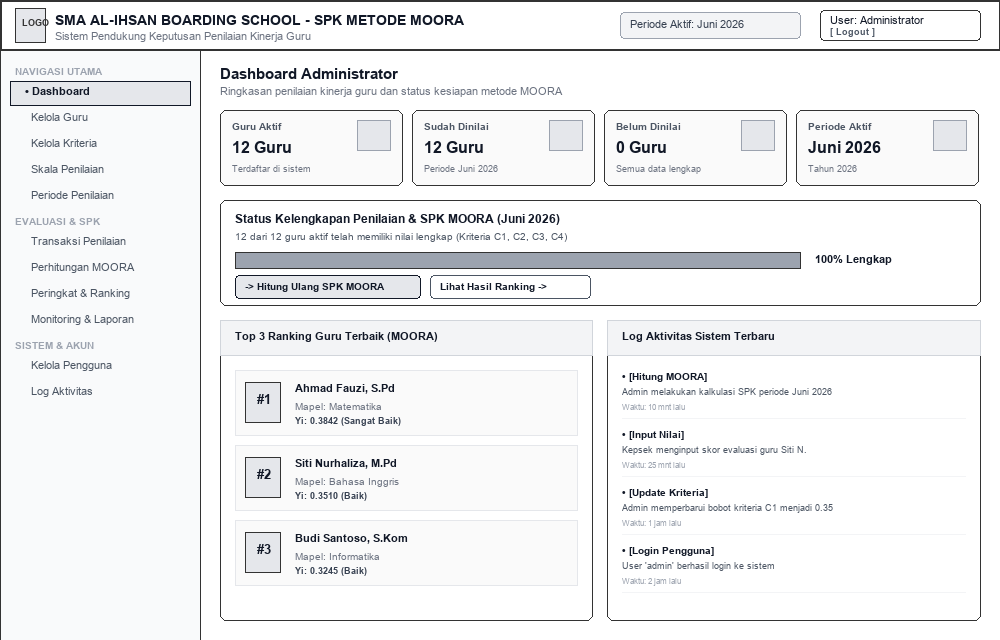 LOGO
SMA AL-IHSAN BOARDING SCHOOL - SPK METODE MOORA
Sistem Pendukung Keputusan Penilaian Kinerja Guru
Periode Aktif: Juni 2026
User: Administrator
[ Logout ]
NAVIGASI UTAMA
• Dashboard
Kelola Guru
Kelola Kriteria
Skala Penilaian
Periode Penilaian
EVALUASI & SPK
Transaksi Penilaian
Perhitungan MOORA
Peringkat & Ranking
Monitoring & Laporan
SISTEM & AKUN
Kelola Pengguna
Log Aktivitas
Dashboard Administrator
Ringkasan penilaian kinerja guru dan status kesiapan metode MOORA
Guru Aktif
12 Guru
Terdaftar di sistem
Sudah Dinilai
12 Guru
Periode Juni 2026
Belum Dinilai
0 Guru
Semua data lengkap
Periode Aktif
Juni 2026
Tahun 2026
Status Kelengkapan Penilaian & SPK MOORA (Juni 2026)
12 dari 12 guru aktif telah memiliki nilai lengkap (Kriteria C1, C2, C3, C4)
100% Lengkap
-> Hitung Ulang SPK MOORA
Lihat Hasil Ranking ->
Top 3 Ranking Guru Terbaik (MOORA)
#1
Ahmad Fauzi, S.Pd
Mapel: Matematika
Yi: 0.3842 (Sangat Baik)
#2
Siti Nurhaliza, M.Pd
Mapel: Bahasa Inggris
Yi: 0.3510 (Baik)
#3
Budi Santoso, S.Kom
Mapel: Informatika
Yi: 0.3245 (Baik)
Log Aktivitas Sistem Terbaru
• [Hitung MOORA]
Admin melakukan kalkulasi SPK periode Juni 2026
Waktu: 10 mnt lalu
• [Input Nilai]
Kepsek menginput skor evaluasi guru Siti N.
Waktu: 25 mnt lalu
• [Update Kriteria]
Admin memperbarui bobot kriteria C1 menjadi 0.35
Waktu: 1 jam lalu
• [Login Pengguna]
User 'admin' berhasil login ke sistem
Waktu: 2 jam lalu